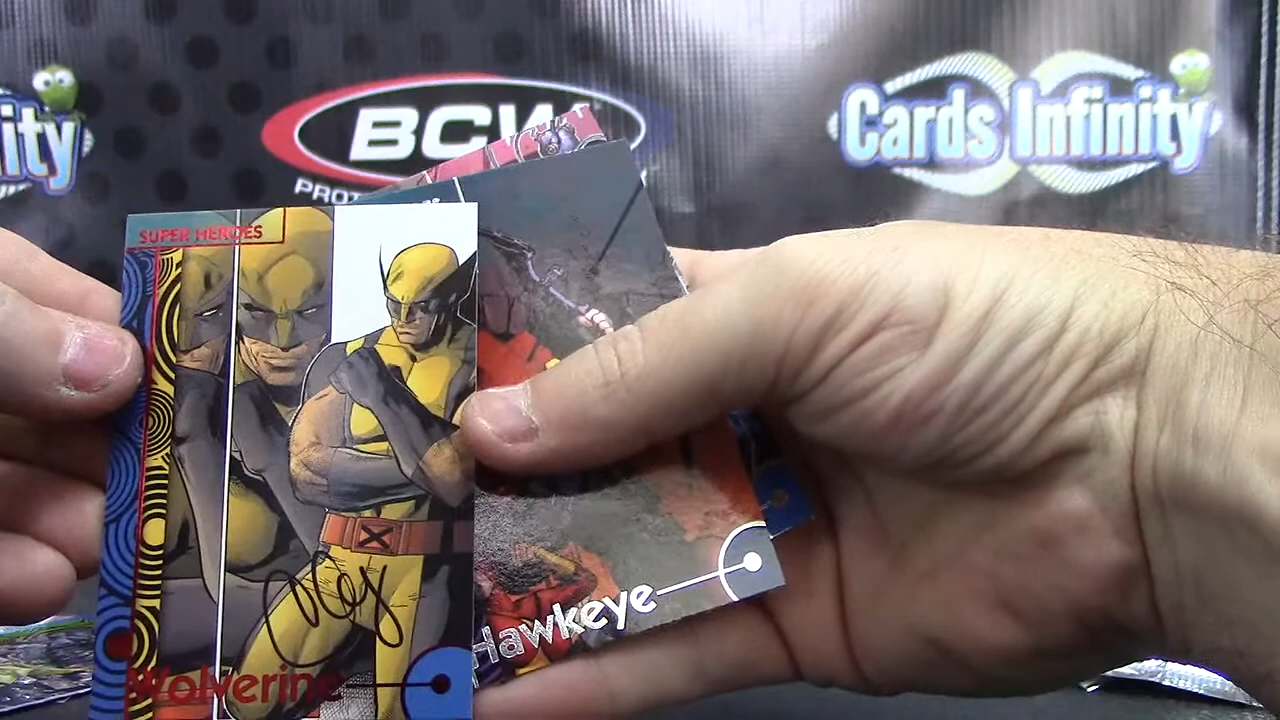 ity
BCW
PROT
Cards Infinity
SUPER HEROES
Wolverine
Hawkeye